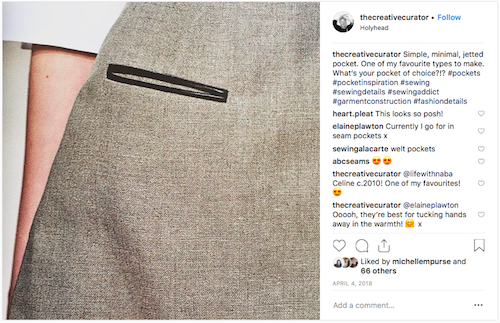 thecreativecurator • Follow
Holyhead
thecreativecurator Simple, minimal, jetted
pocket. One of my favourite types to make.
What's your pocket of choice?!? #pockets
#pocketinspiration #sewing
#sewingdetails #sewingaddict
#garmentconstruction #fashiondetails
heart.pleat This looks so posh!
elaineplawton Currently I go for in
seam pockets x
sewingalacarte welt pockets
abcseams 😍 😍
thecreativecurator @lifewithnaba
Celine c.2010! One of my favourites!
😍
thecreativecurator @elaineplawton
Ooooh, they're best for tucking hands
away in the warmth! 🤗 x
Liked by michellempurse and
66 others
APRIL 4, 2018
Add a comment...